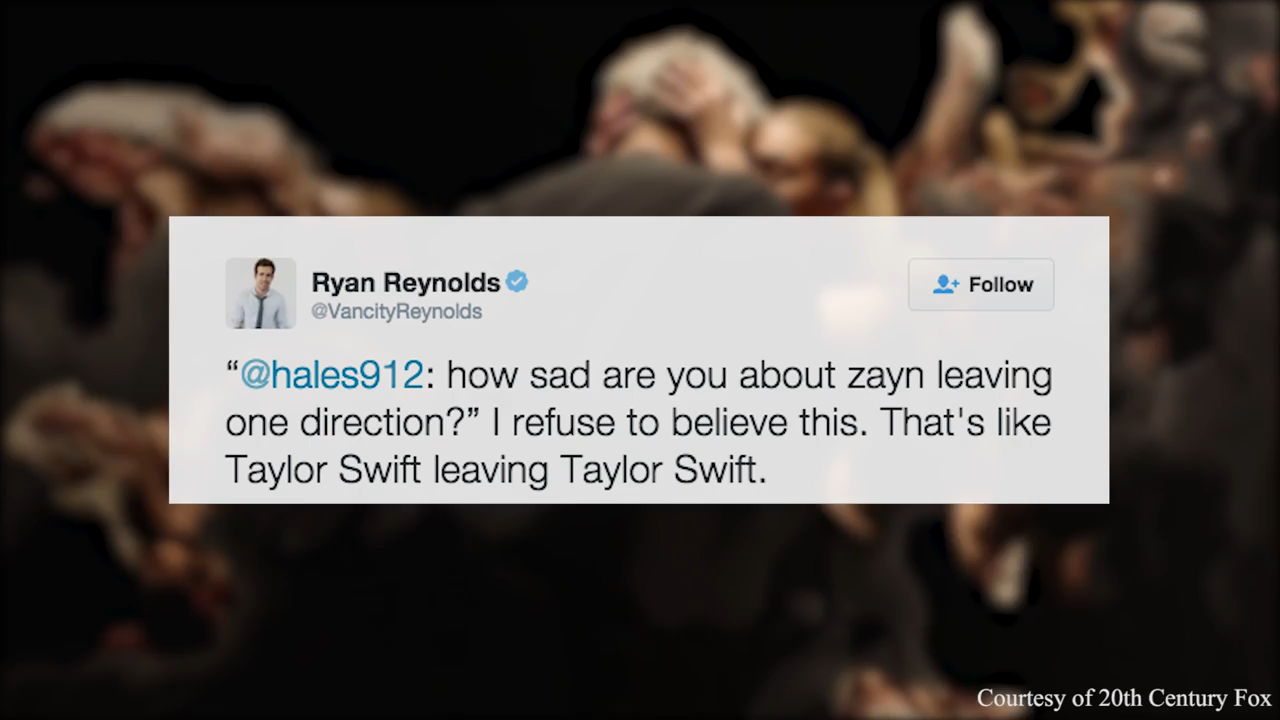 Ryan Reynolds
@VancityReynolds
Follow
“@hales912: how sad are you about zayn leaving
one direction?” I refuse to believe this. That's like
Taylor Swift leaving Taylor Swift.
Courtesy of 20th Century Fox